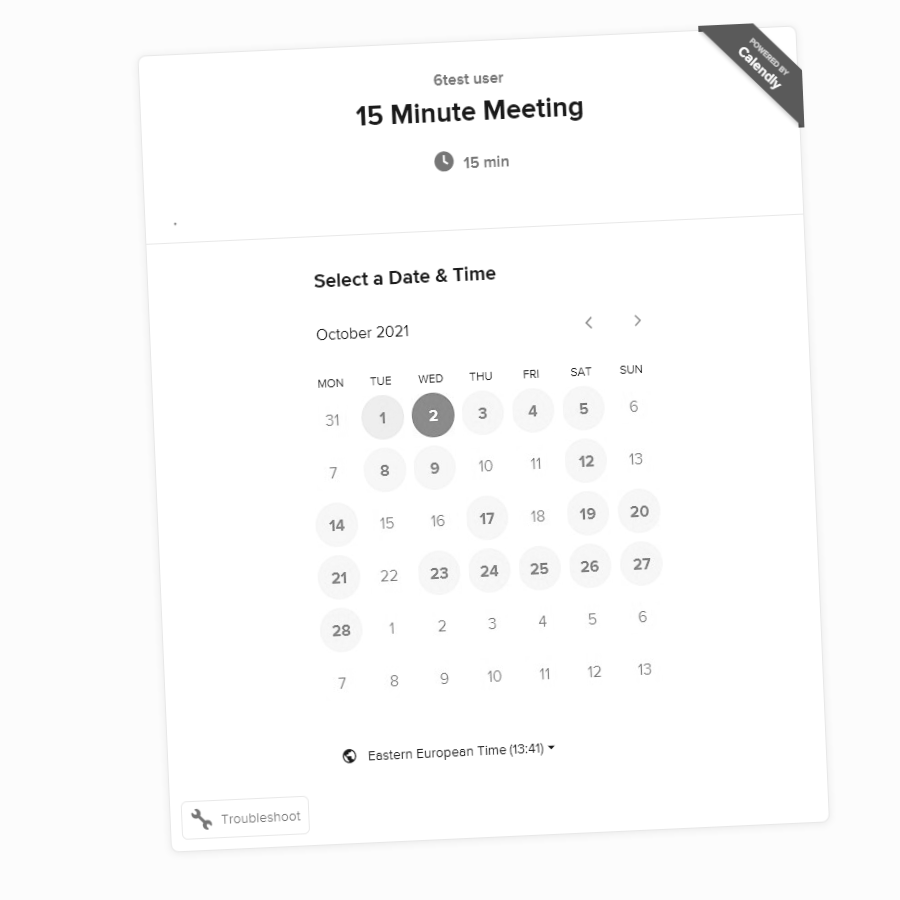 POWERED BY
Calendly
6test user
15 Minute Meeting
15 min
.
Select a Date & Time
October 2021
MON TUE WED THU FRI SAT SUN
31 1 2 3 4 5 6
7 8 9 10 11 12 13
14 15 16 17 18 19 20
21 22 23 24 25 26 27
28 1 2 3 4 5 6
7 8 9 10 11 12 13
Eastern European Time (13:41)
Troubleshoot